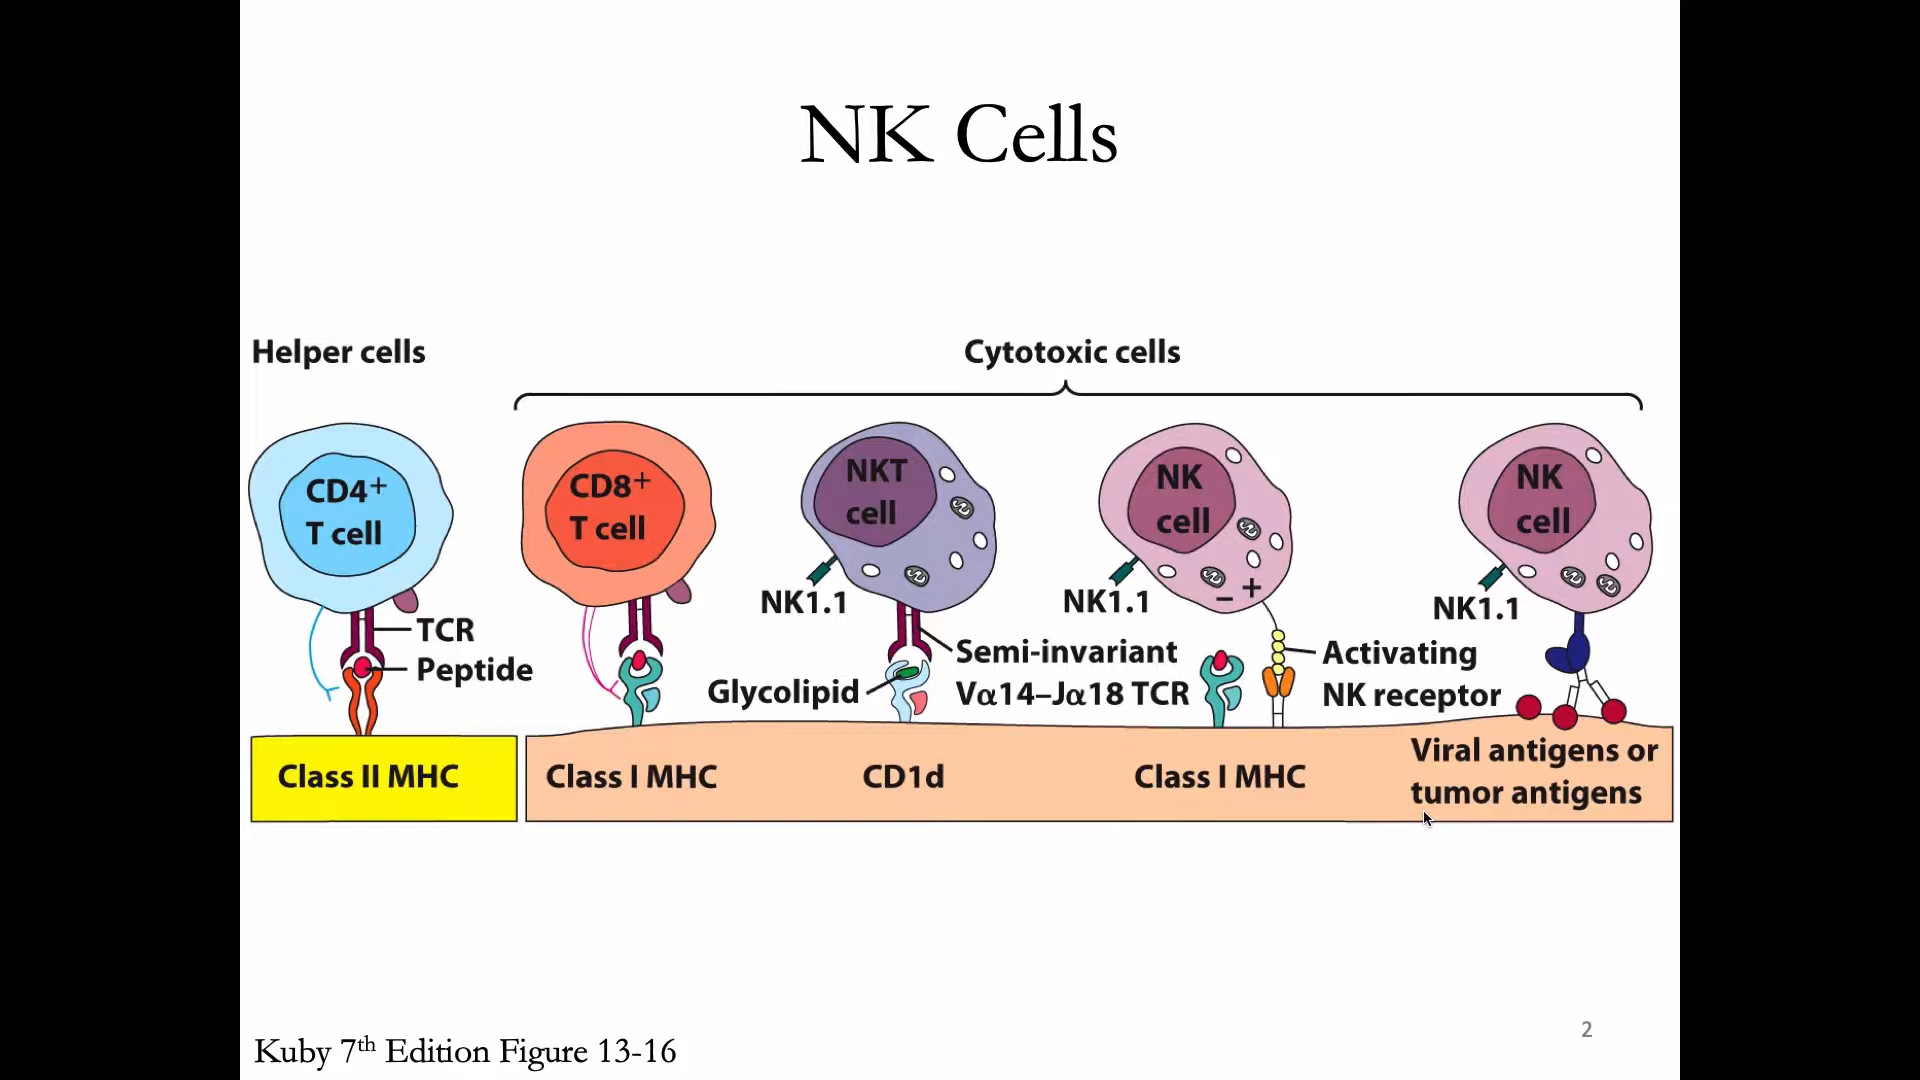 NK Cells
Helper cells
Cytotoxic cells
CD4⁺
T cell
CD8⁺
T cell
NKT
cell
NK
cell
NK
cell
NK1.1
NK1.1
NK1.1
TCR
Peptide
Glycolipid
Semi-invariant
Vα14–Jα18 TCR
– +
Activating
NK receptor
Class II MHC
Class I MHC
CD1d
Class I MHC
Viral antigens or
tumor antigens
2
Kuby 7ᵗʰ Edition Figure 13-16